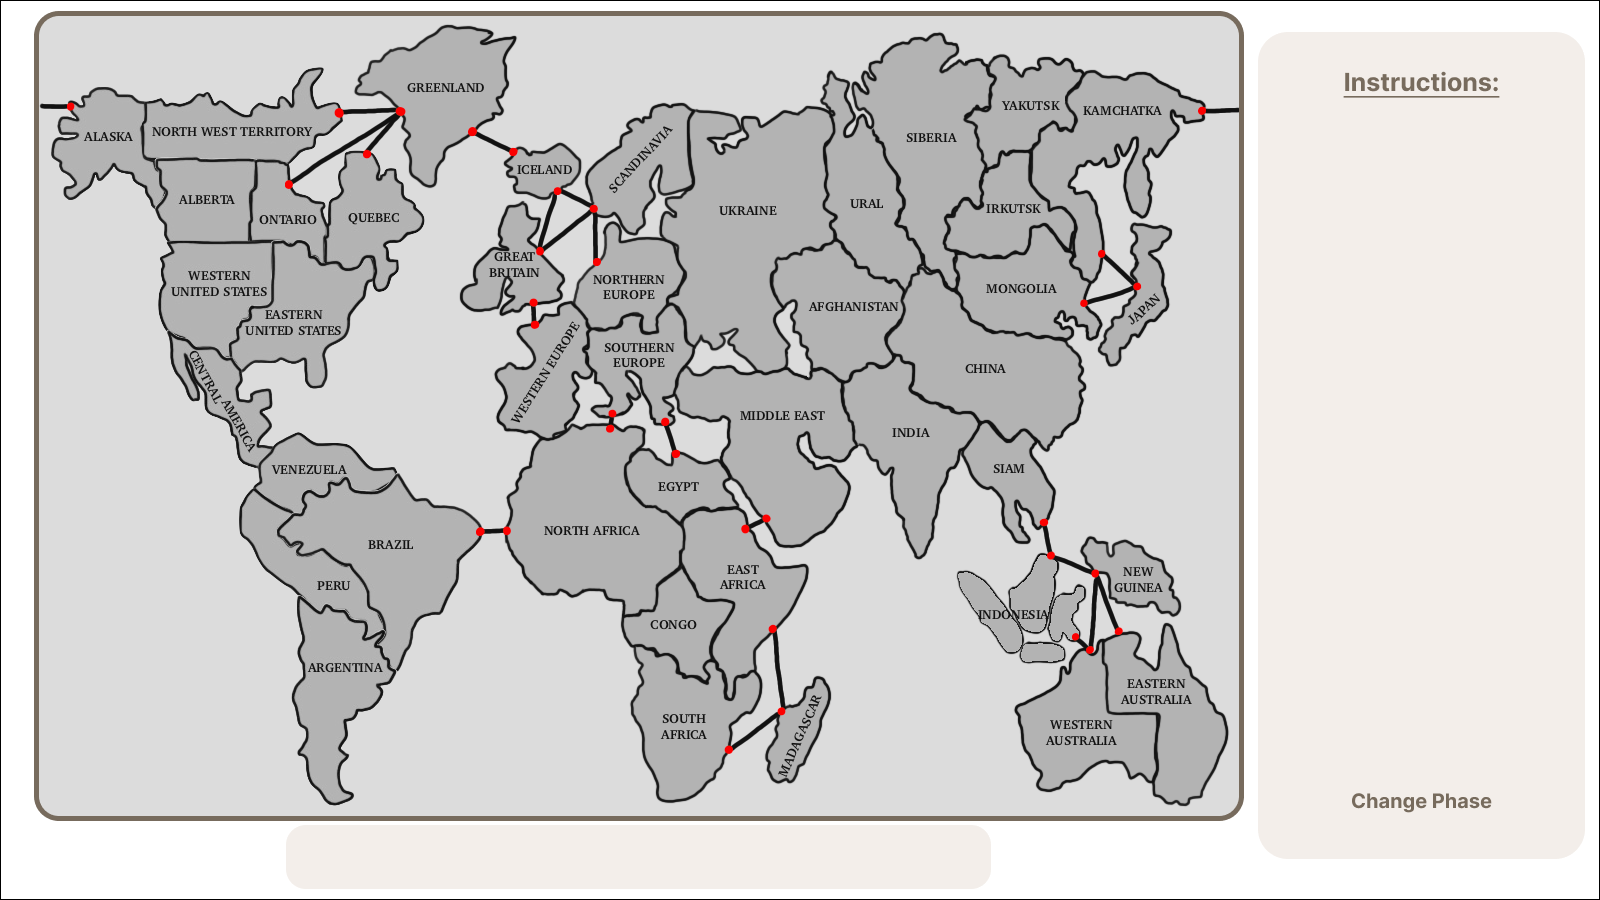 GREENLAND
ALASKA
NORTH WEST TERRITORY
ICELAND
SCANDINAVIA
YAKUTSK
KAMCHATKA
SIBERIA
ALBERTA
ONTARIO
QUEBEC
UKRAINE
URAL
IRKUTSK
GREAT
BRITAIN
WESTERN
UNITED STATES
NORTHERN
EUROPE
AFGHANISTAN
MONGOLIA
JAPAN
EASTERN
UNITED STATES
SOUTHERN
EUROPE
WESTERN EUROPE
CHINA
CENTRAL AMERICA
MIDDLE EAST
INDIA
VENEZUELA
EGYPT
SIAM
BRAZIL
NORTH AFRICA
PERU
EAST
AFRICA
NEW
GUINEA
INDONESIA
CONGO
ARGENTINA
SOUTH
AFRICA
MADAGASCAR
EASTERN
AUSTRALIA
WESTERN
AUSTRALIA
Instructions:
Change Phase